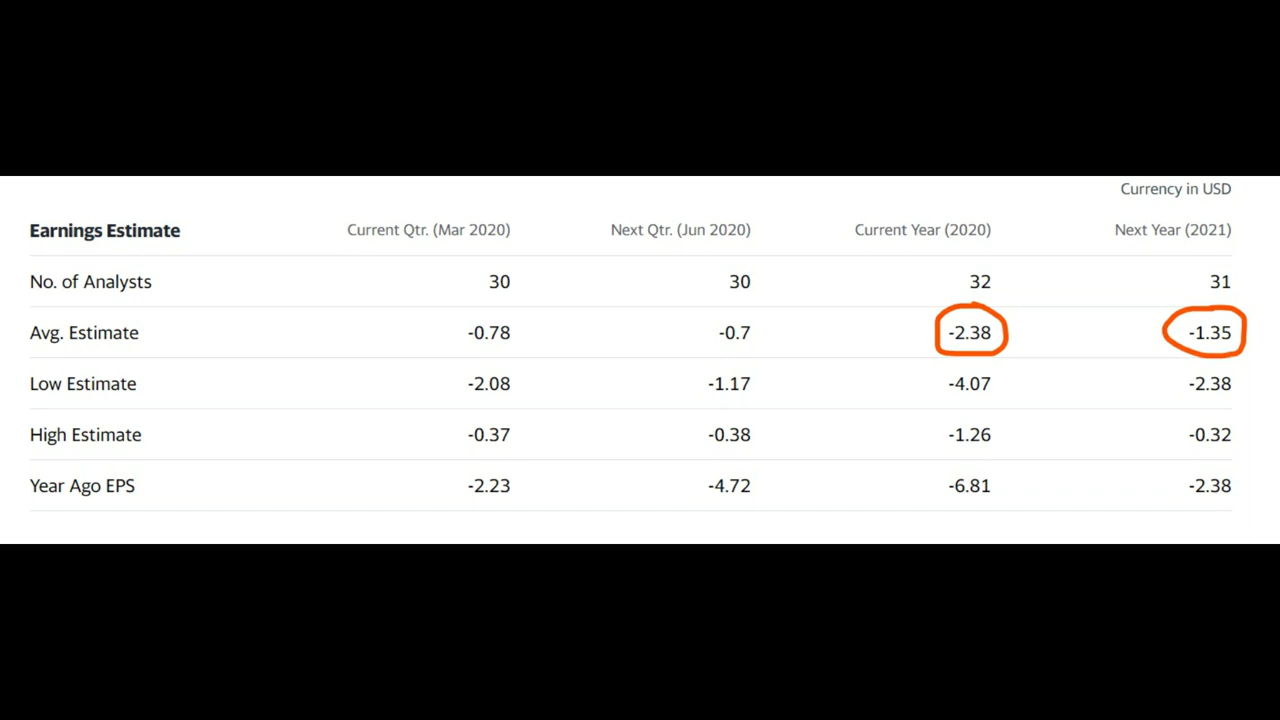 Currency in USD
Earnings Estimate Current Qtr. (Mar 2020) Next Qtr. (Jun 2020) Current Year (2020) Next Year (2021)
No. of Analysts 30 30 32 31
Avg. Estimate -0.78 -0.7 -2.38 -1.35
Low Estimate -2.08 -1.17 -4.07 -2.38
High Estimate -0.37 -0.38 -1.26 -0.32
Year Ago EPS -2.23 -4.72 -6.81 -2.38